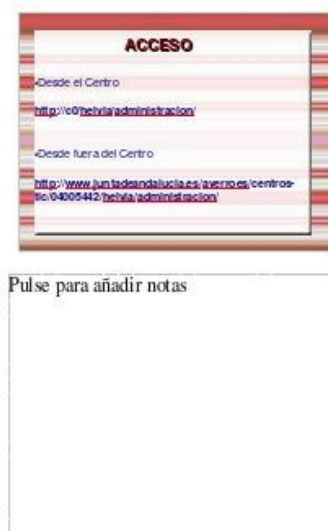 ACCESO
•Desde el Centro
http://c0/helvia/administracion/
•Desde fuera del Centro
http://www.juntadeandalucia.es/averroes/centros-
tic/04005442/helvia/administracion/
Pulse para añadir notas